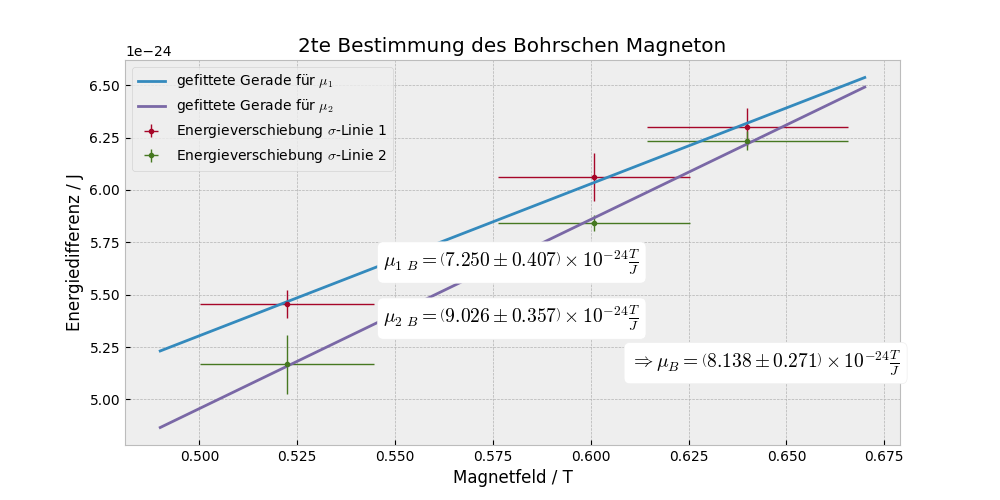 2te Bestimmung des Bohrschen Magneton
1e−24
6.50
6.25
6.00
5.75
5.50
5.25
5.00
Energiedifferenz / J
gefittete Gerade für μ₁
gefittete Gerade für μ₂
Energieverschiebung σ-Linie 1
Energieverschiebung σ-Linie 2
μ₁ B = (7.250 ± 0.407) × 10⁻²⁴ T/J
μ₂ B = (9.026 ± 0.357) × 10⁻²⁴ T/J
⇒ μB = (8.138 ± 0.271) × 10⁻²⁴ T/J
0.500 0.525 0.550 0.575 0.600 0.625 0.650 0.675
Magnetfeld / T